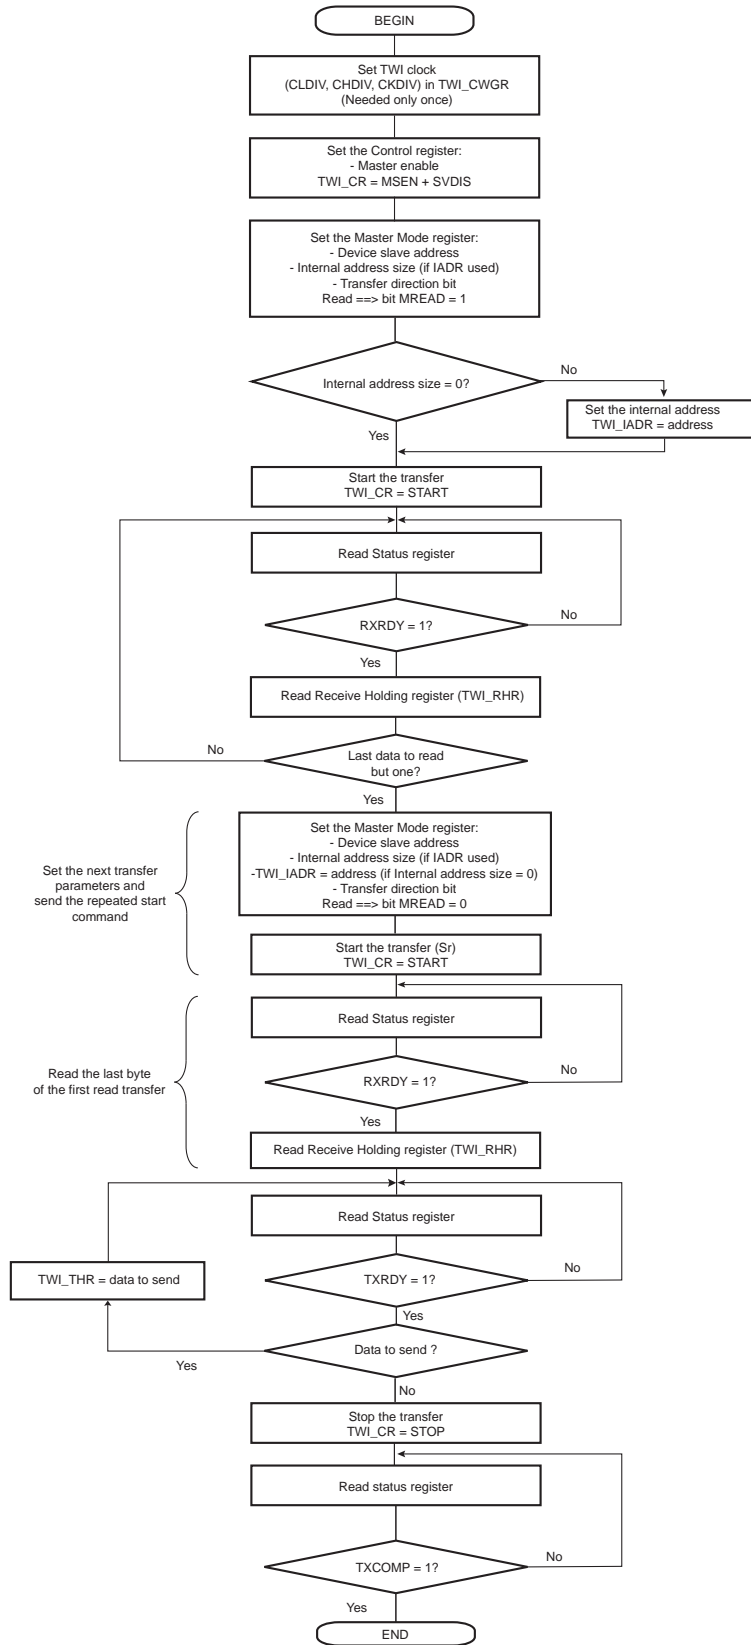 BEGIN
Set TWI clock
(CLDIV, CHDIV, CKDIV) in TWI_CWGR
(Needed only once)
Set the Control register:
- Master enable
TWI_CR = MSEN + SVDIS
Set the Master Mode register:
- Device slave address
- Internal address size (if IADR used)
- Transfer direction bit
Read ==> bit MREAD = 1
Internal address size = 0?
No
Set the internal address
TWI_IADR = address
Yes
Start the transfer
TWI_CR = START
Read Status register
RXRDY = 1?
No
Yes
Read Receive Holding register (TWI_RHR)
Last data to read
but one?
No
Yes
Set the next transfer
parameters and
send the repeated start
command
Set the Master Mode register:
- Device slave address
- Internal address size (if IADR used)
-TWI_IADR = address (if Internal address size = 0)
- Transfer direction bit
Read ==> bit MREAD = 0
Start the transfer (Sr)
TWI_CR = START
Read the last byte
of the first read transfer
Read Status register
RXRDY = 1?
No
Yes
Read Receive Holding register (TWI_RHR)
Read Status register
TWI_THR = data to send
TXRDY = 1?
No
Yes
Data to send ?
Yes
No
Stop the transfer
TWI_CR = STOP
Read status register
TXCOMP = 1?
No
Yes
END